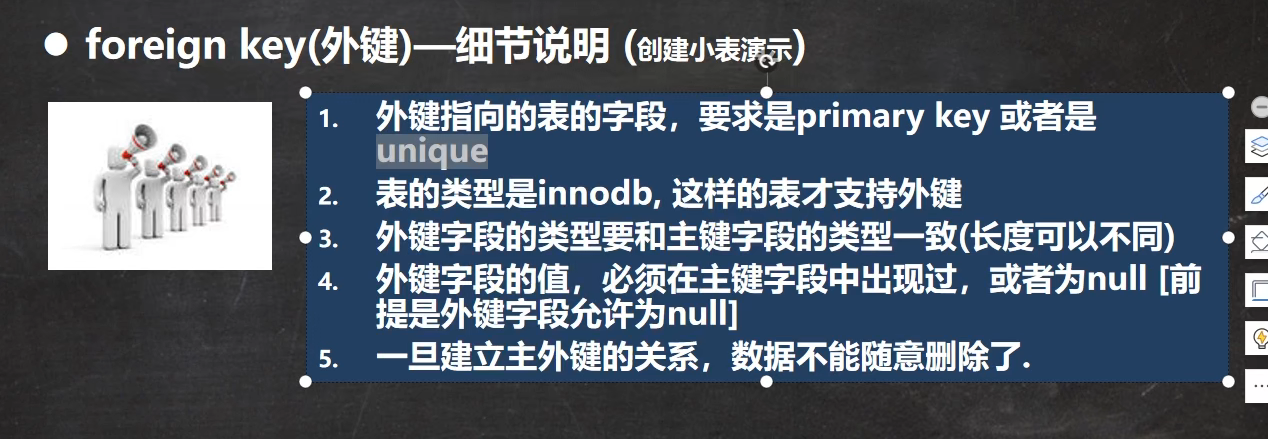 ● foreign key(外键)—细节说明 (创建小表演示)
1. 外键指向的表的字段，要求是primary key 或者是
unique
2. 表的类型是innodb, 这样的表才支持外键
3. 外键字段的类型要和主键字段的类型一致(长度可以不同)
4. 外键字段的值，必须在主键字段中出现过，或者为null [前
提是外键字段允许为null]
5. 一旦建立主外键的关系，数据不能随意删除了.